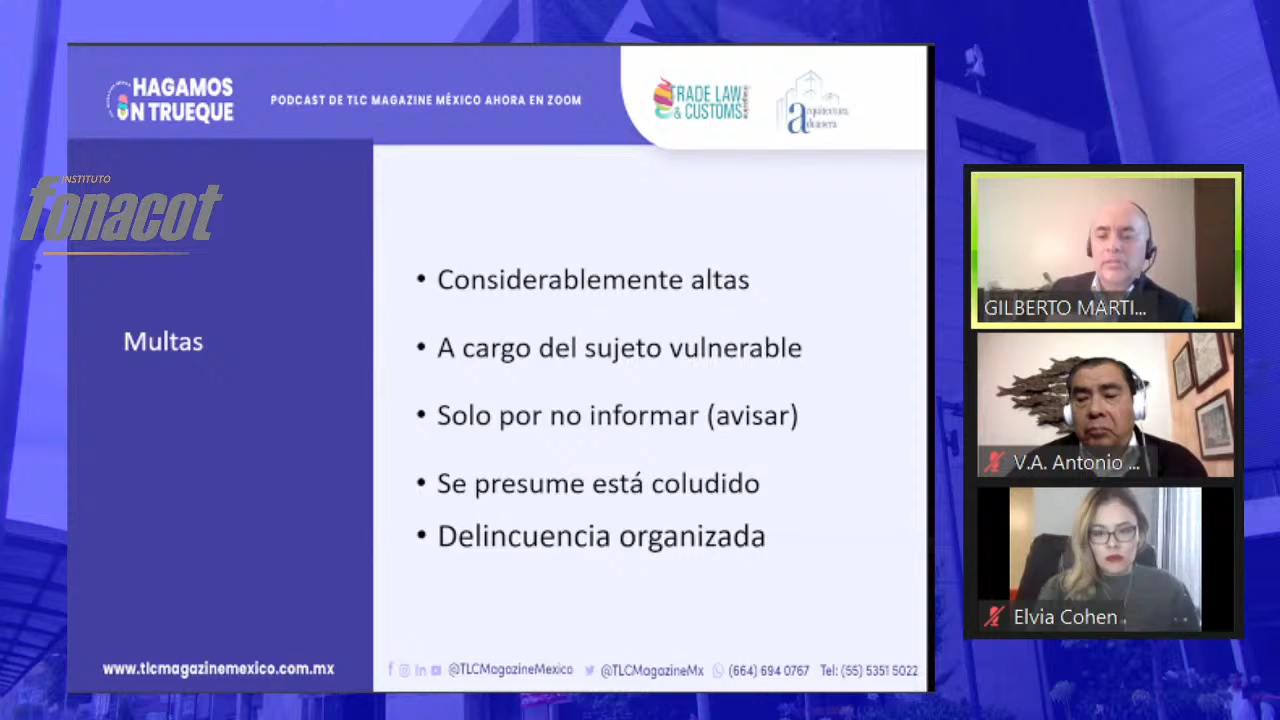 HAGAMOS
UN TRUEQUE
PODCAST DE TLC MAGAZINE MÉXICO AHORA EN ZOOM
TRADE LAW
& CUSTOMS
arquitectura
aduanera
INSTITUTO
fonacot
Multas
• Considerablemente altas
• A cargo del sujeto vulnerable
• Solo por no informar (avisar)
• Se presume está coludido
• Delincuencia organizada
www.tlcmagazinemexico.com.mx
@TLCMagazineMexico @TLCMagazineMx (664) 694 0767 Tel: (55) 5351 5022
GILBERTO MARTI...
V.A. Antonio ...
Elvia Cohen